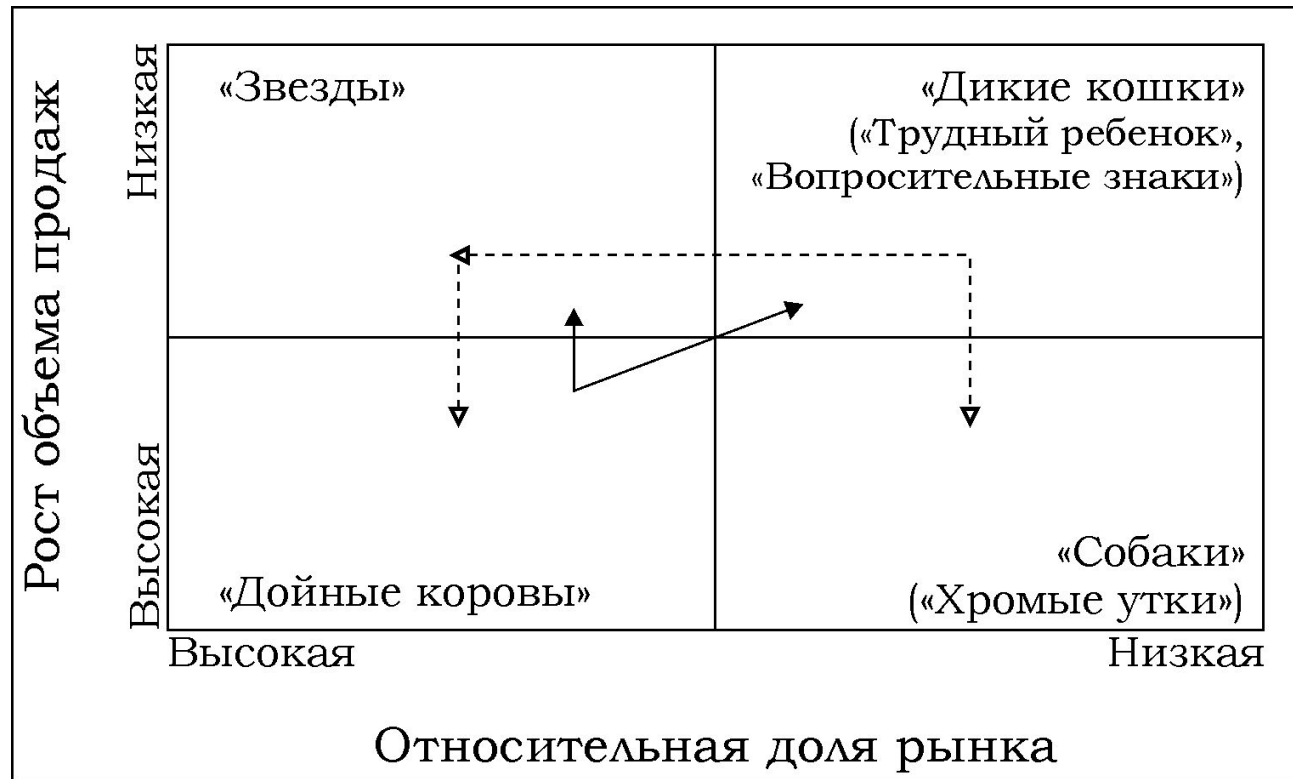 Рост объема продаж
Низкая
Высокая
«Звезды»
«Дикие кошки»
(«Трудный ребенок»,
«Вопросительные знаки»)
«Дойные коровы»
«Собаки»
(«Хромые утки»)
Высокая
Низкая
Относительная доля рынка